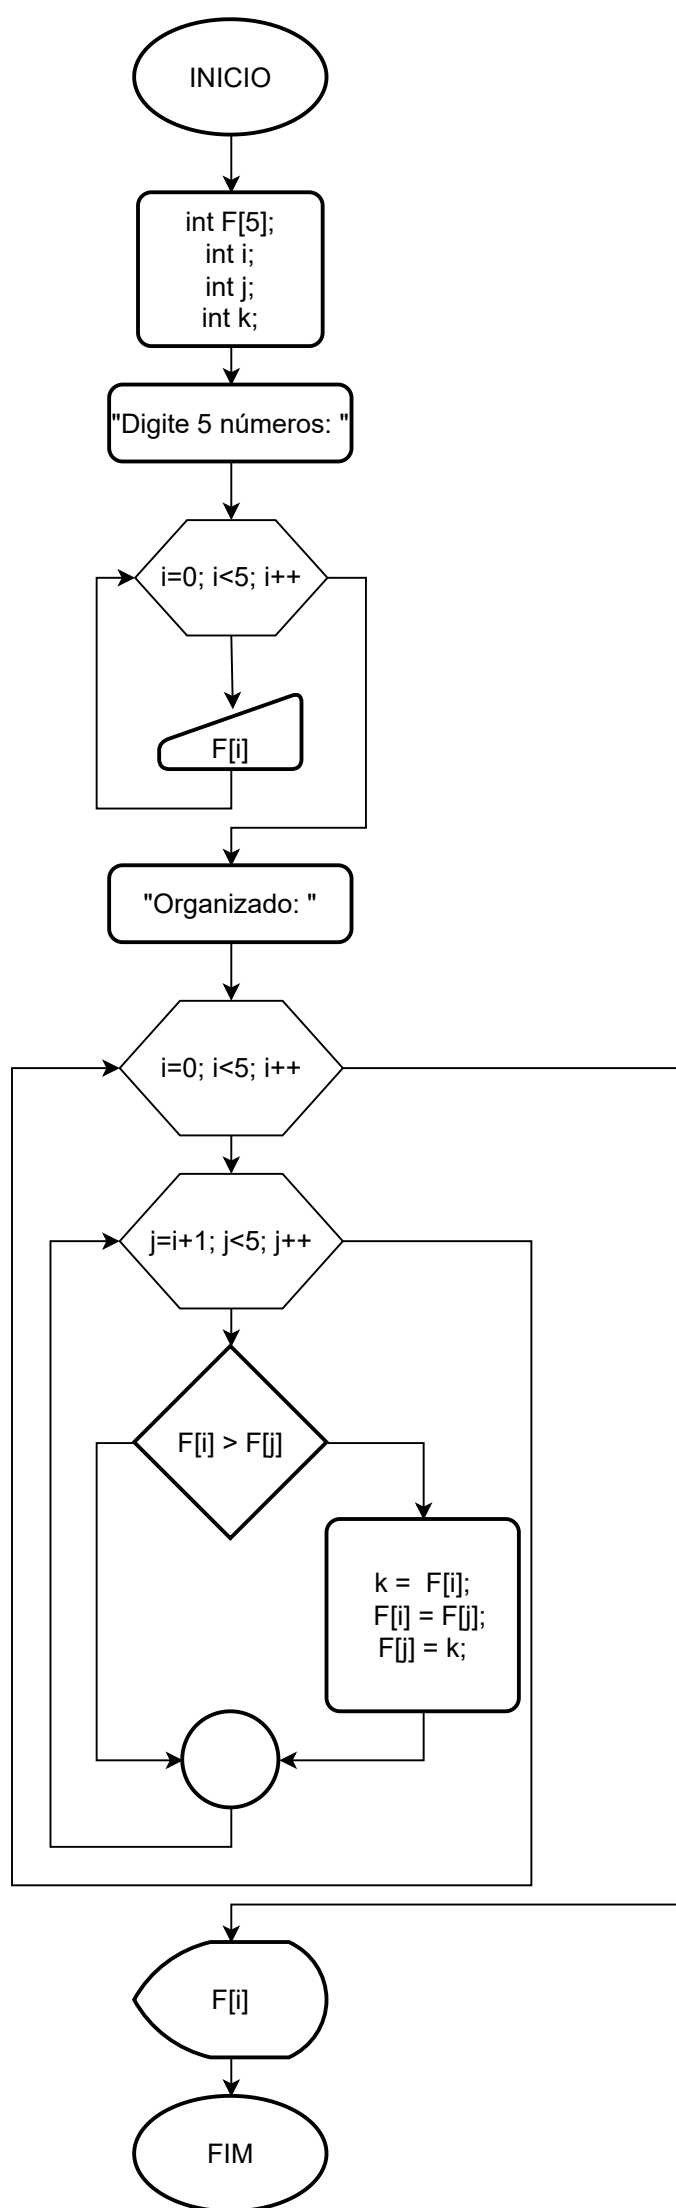 INICIO
int F[5];
int i;
int j;
int k;
"Digite 5 números: "
i=0; i<5; i++
F[i]
"Organizado: "
i=0; i<5; i++
j=i+1; j<5; j++
F[i] > F[j]
k = F[i];
F[i] = F[j];
F[j] = k;
F[i]
FIM